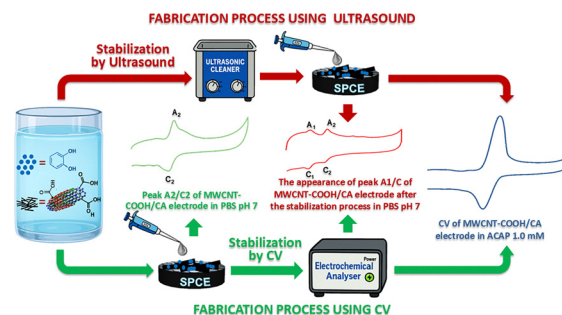 FABRICATION PROCESS USING ULTRASOUND
Stabilization
by Ultrasound
ULTRASONIC
CLEANER
SPCE
A2
C2
A1 A2
C1
C2
OH
OH
Peak A2/C2 of MWCNT-
COOH/CA electrode in PBS pH 7
The appearance of peak A1/C of
MWCNT-COOH/CA electrode after
the stabilization process in PBS pH 7
CV of MWCNT-COOH/CA
electrode in ACAP 1.0 mM
Stabilization
by CV
SPCE
Power
Electrochemical
Analyser
FABRICATION PROCESS USING CV